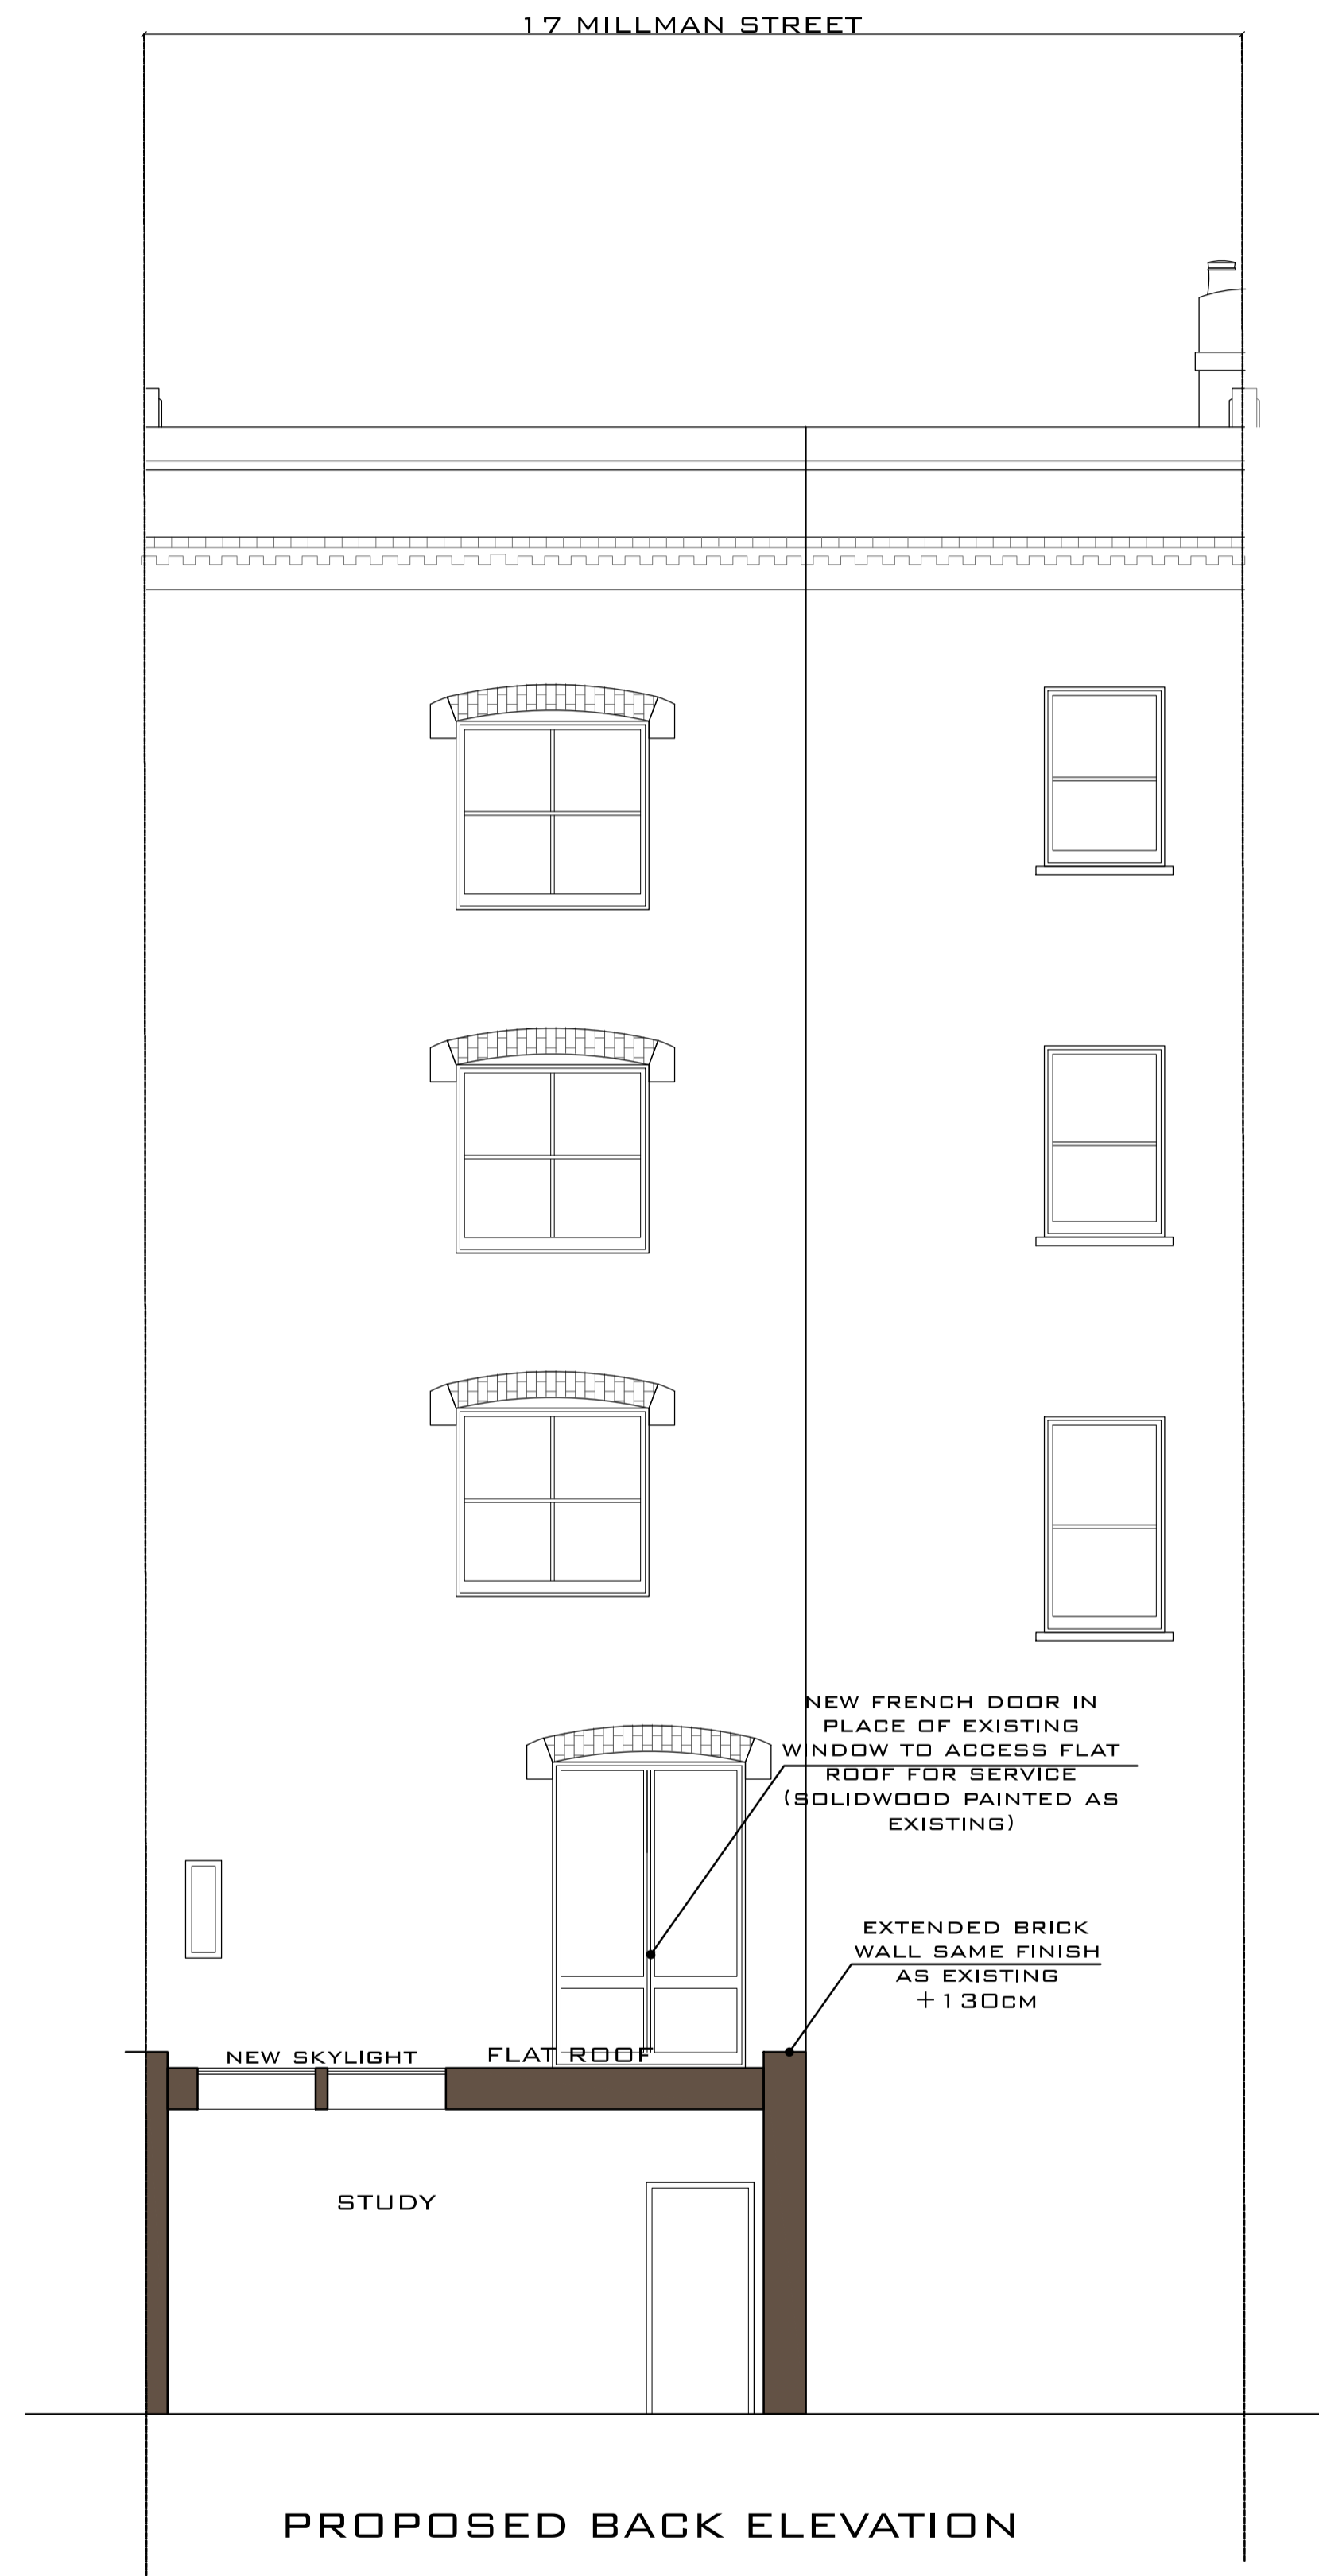 17 MILLMAN STREET
NEW FRENCH DOOR IN
PLACE OF EXISTING
WINDOW TO ACCESS FLAT
ROOF FOR SERVICE
(SOLIDWOOD PAINTED AS
EXISTING)
EXTENDED BRICK
WALL SAME FINISH
AS EXISTING
+130CM
NEW SKYLIGHT
FLAT ROOF
STUDY
PROPOSED BACK ELEVATION